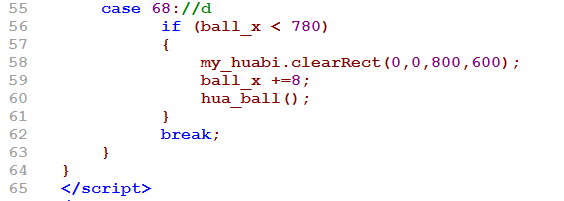 55 case 68://d
56 if (ball_x < 780)
57 {
58 my_huabi.clearRect(0,0,800,600);
59 ball_x +=8;
60 hua_ball();
61 }
62 break;
63 }
64 }
65 </script>